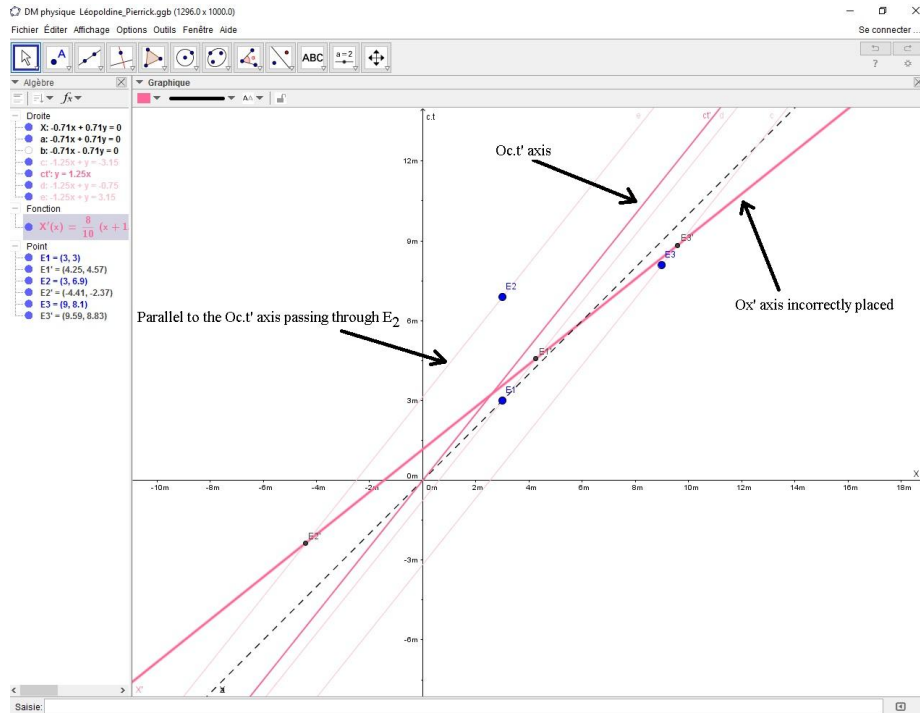 DM physique Léopoldine_Pierrick.ggb (1296.0 x 1000.0)
Fichier Éditer Affichage Options Outils Fenêtre Aide
Se connecter ...
A
ABC
a=2
?
Algèbre
Graphique
fx
AA
Droite
X: -0.71x + 0.71y = 0
a: -0.71x + 0.71y = 0
b: -0.71x - 0.71y = 0
c: -1.25x + y = -3.15
ct': y = 1.25x
d: -1.25x + y = -0.75
e: -1.25x + y = 3.15
Fonction
X'(x) = 8/10 (x + 1.
Point
E1 = (3, 3)
E1' = (4.25, 4.57)
E2 = (3, 6.9)
E2' = (-4.41, -2.37)
E3 = (9, 8.1)
E3' = (9.59, 8.83)
c.t
e
ct'
d
c
12m
Oc.t' axis
9m
E3'
E3
Ox' axis incorrectly placed
E2
Parallel to the Oc.t' axis passing through E2
6m
E1'
E1
3m
0m
X
-10m -8m -6m -4m -2m 0m 2m 4m 6m 8m 10m 12m 14m 16m 18m
E2'
-3m
-6m
X'
Saisie: